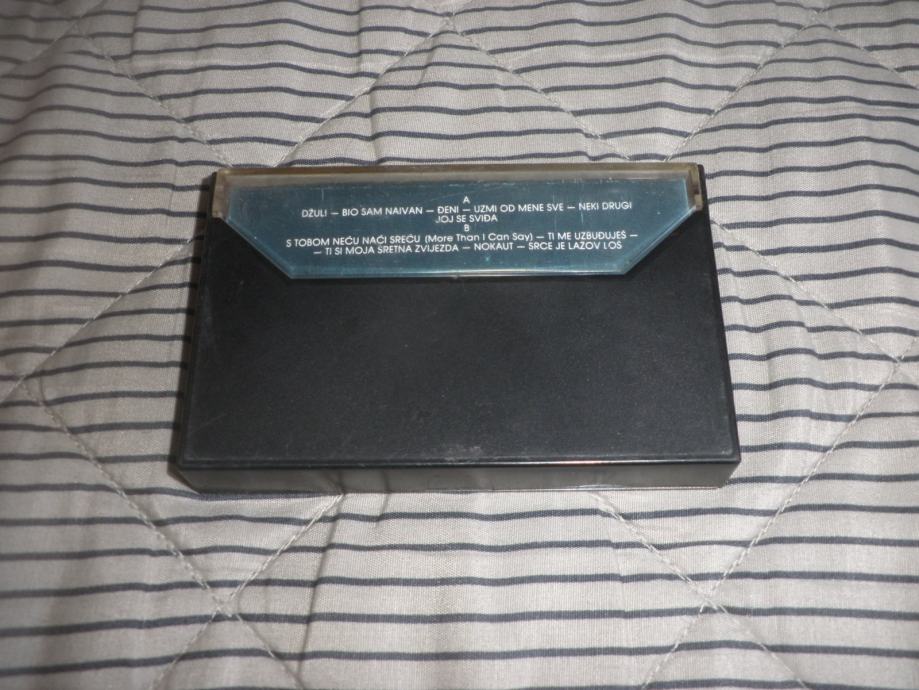 A
DŽULI – BIO SAM NAIVAN – ĐENI – UZMI OD MENE SVE – NEKI DRUGI
JOJ SE SVIĐA
B
S TOBOM NEĆU NAĆI SREĆU (More Than I Can Say) – TI ME UZBUĐUJEŠ –
– TI SI MOJA SRETNA ZVIJEZDA – NOKAUT – SRCE JE LAŽOV LOŠ